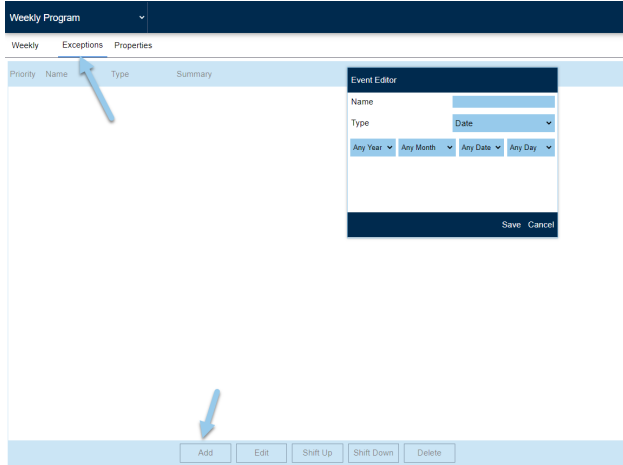 Weekly Program
Weekly Exceptions Properties
Priority Name Type Summary
Event Editor
Name
Type Date
Any Year Any Month Any Date Any Day
Save Cancel
Add Edit Shift Up Shift Down Delete